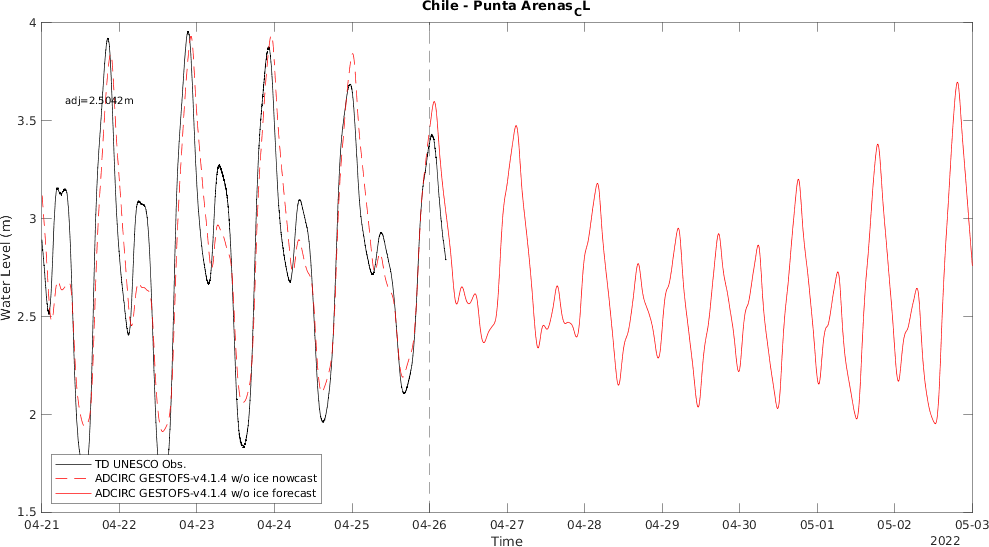 Chile - Punta Arenas_CL
4
3.5
3
2.5
2
1.5
Water Level (m)
adj=2.5042m
TD UNESCO Obs.
ADCIRC GESTOFS-v4.1.4 w/o ice nowcast
ADCIRC GESTOFS-v4.1.4 w/o ice forecast
04-21 04-22 04-23 04-24 04-25 04-26 04-27 04-28 04-29 04-30 05-01 05-02 05-03
Time
2022